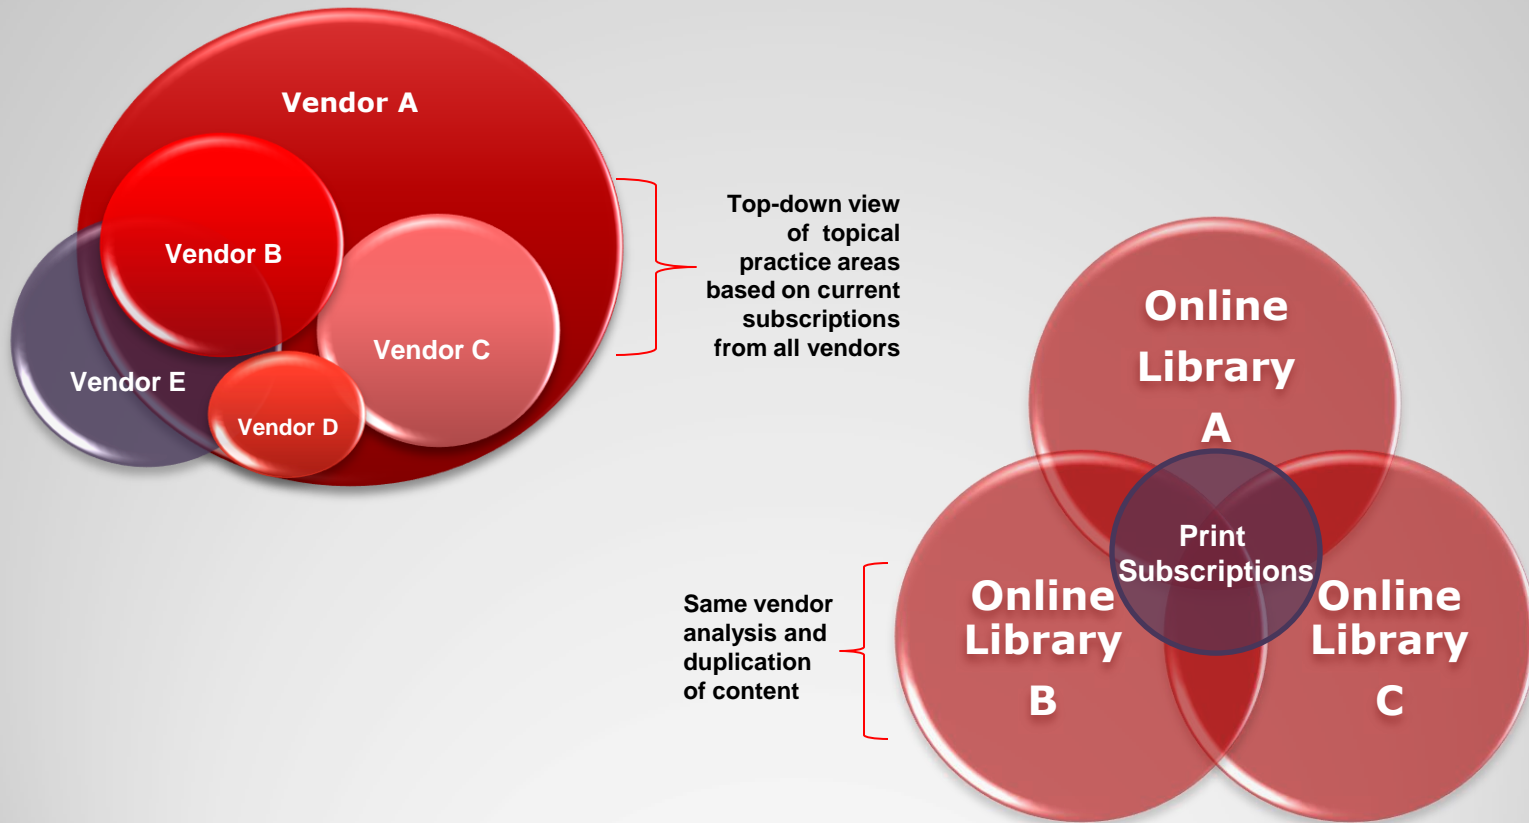 Vendor A
Vendor B
Vendor C
Vendor E
Vendor D
Top-down view
of topical
practice areas
based on current
subscriptions
from all vendors
Online
Library
A
Print
Subscriptions
Online
Library
B
Online
Library
C
Same vendor
analysis and
duplication
of content